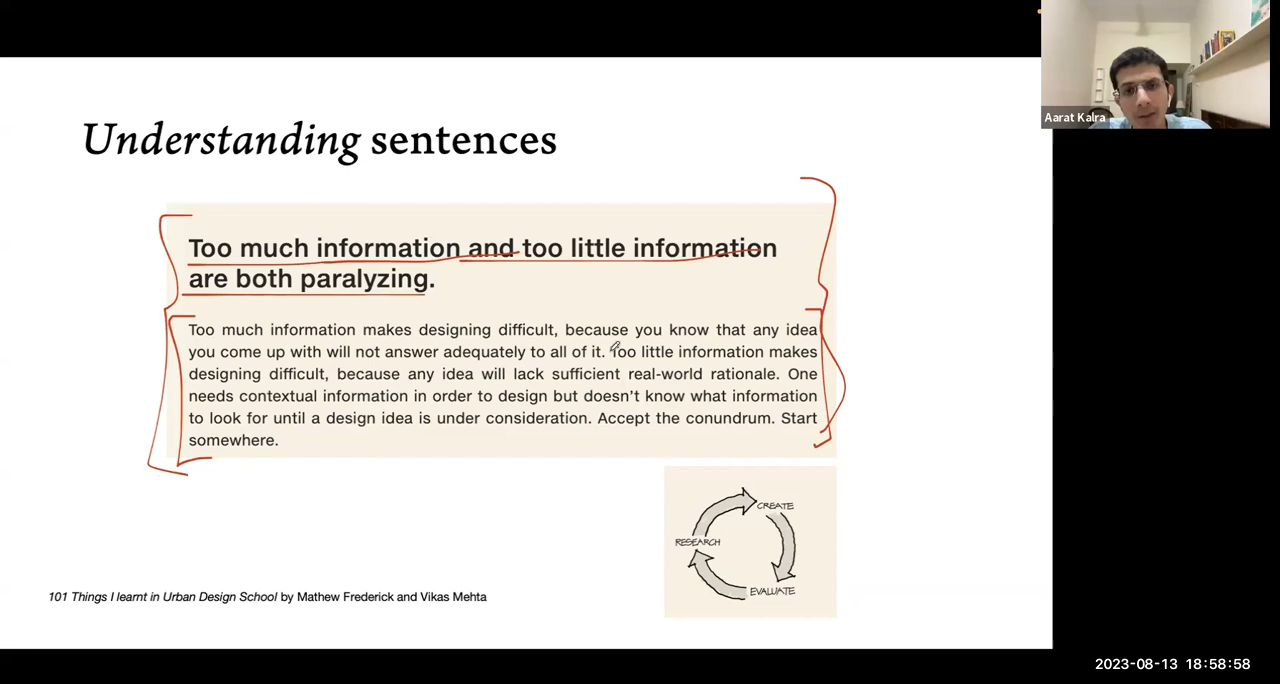 Aarat Kalra
Understanding sentences
Too much information and too little information
are both paralyzing.
Too much information makes designing difficult, because you know that any idea
you come up with will not answer adequately to all of it. Too little information makes
designing difficult, because any idea will lack sufficient real-world rationale. One
needs contextual information in order to design but doesn't know what information
to look for until a design idea is under consideration. Accept the conundrum. Start
somewhere.
CREATE
RESEARCH
EVALUATE
101 Things I learnt in Urban Design School by Mathew Frederick and Vikas Mehta
2023-08-13 18:58:58